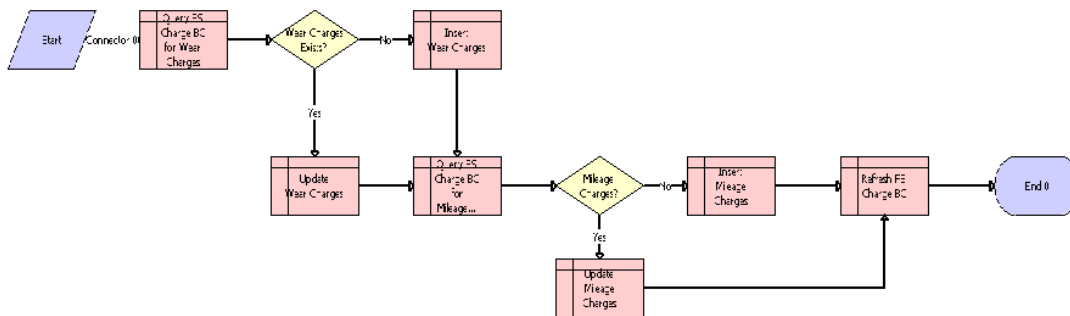 Start
Connector 0
Query FS
Charge BC
for Wear
Charges
Wear Charges
Exists?
No
Insert
Wear Charges
Yes
Update
Wear Charges
Query FS
Charge BC
for
Mileage...
Mileage
Charges?
No
Insert
Mileage
Charges
Refresh FS
Charge BC
End 0
Yes
Update
Mileage
Charges